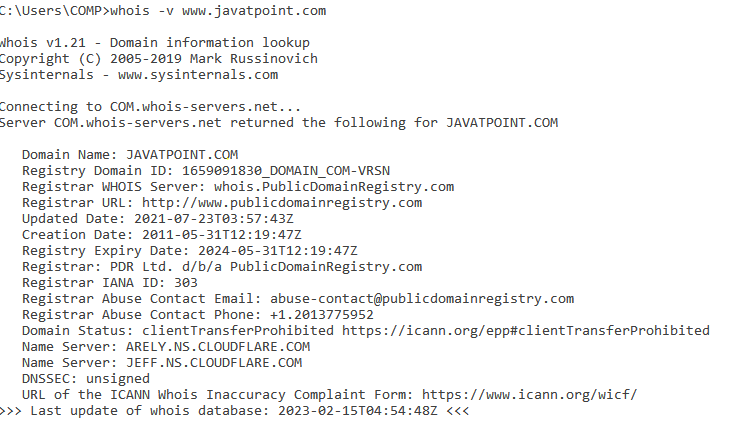 C:\Users\COMP>whois -v www.javatpoint.com
Whois v1.21 - Domain information lookup
Copyright (C) 2005-2019 Mark Russinovich
Sysinternals - www.sysinternals.com
Connecting to COM.whois-servers.net...
Server COM.whois-servers.net returned the following for JAVATPOINT.COM
Domain Name: JAVATPOINT.COM
Registry Domain ID: 1659091830_DOMAIN_COM-VRSN
Registrar WHOIS Server: whois.PublicDomainRegistry.com
Registrar URL: http://www.publicdomainregistry.com
Updated Date: 2021-07-23T03:57:43Z
Creation Date: 2011-05-31T12:19:47Z
Registry Expiry Date: 2024-05-31T12:19:47Z
Registrar: PDR Ltd. d/b/a PublicDomainRegistry.com
Registrar IANA ID: 303
Registrar Abuse Contact Email: abuse-contact@publicdomainregistry.com
Registrar Abuse Contact Phone: +1.2013775952
Domain Status: clientTransferProhibited https://icann.org/epp#clientTransferProhibited
Name Server: ARELY.NS.CLOUDFLARE.COM
Name Server: JEFF.NS.CLOUDFLARE.COM
DNSSEC: unsigned
URL of the ICANN Whois Inaccuracy Complaint Form: https://www.icann.org/wicf/
>>> Last update of whois database: 2023-02-15T04:54:48Z <<<